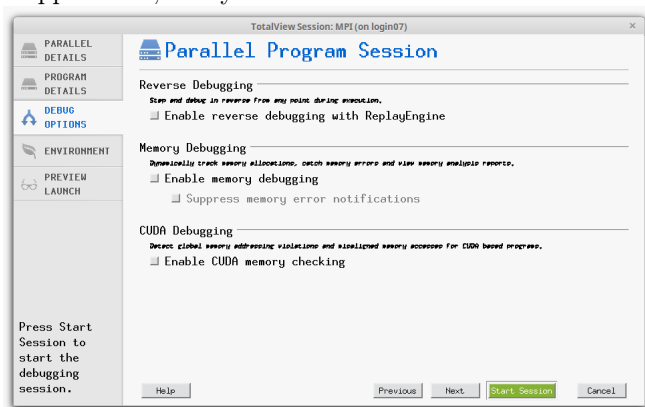 TotalView Session: MPI (on login07)
×
PARALLEL
DETAILS
PROGRAM
DETAILS
DEBUG
OPTIONS
ENVIRONMENT
PREVIEW
LAUNCH
Press Start
Session to
start the
debugging
session.
Parallel Program Session
Reverse Debugging
Step and debug in reverse from any point during execution.
Enable reverse debugging with ReplayEngine
Memory Debugging
Dynamically track memory allocations, catch memory errors and view memory analysis reports.
Enable memory debugging
Suppress memory error notifications
CUDA Debugging
Detect global memory addressing violations and misaligned memory accesses for CUDA based programs.
Enable CUDA memory checking
Help
Previous
Next
Start Session
Cancel